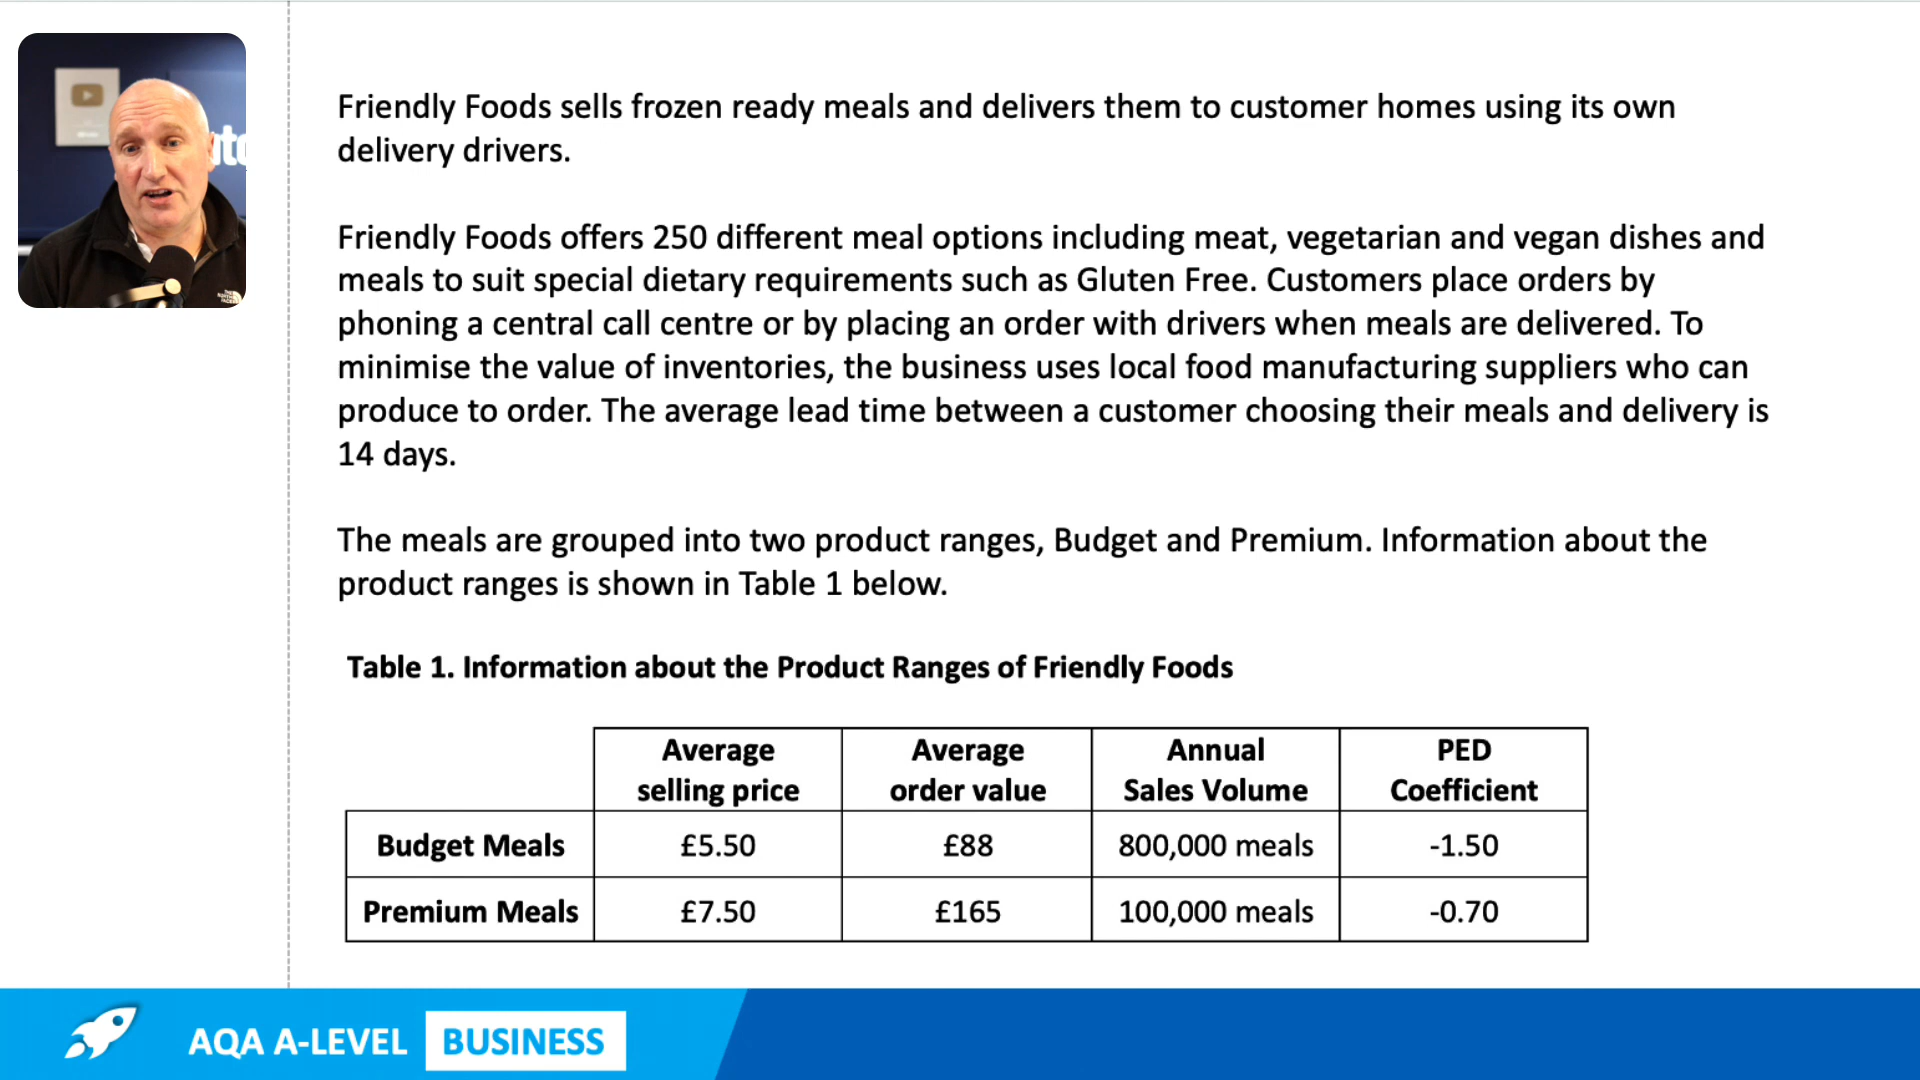 Friendly Foods sells frozen ready meals and delivers them to customer homes using its own
delivery drivers.
Friendly Foods offers 250 different meal options including meat, vegetarian and vegan dishes and
meals to suit special dietary requirements such as Gluten Free. Customers place orders by
phoning a central call centre or by placing an order with drivers when meals are delivered. To
minimise the value of inventories, the business uses local food manufacturing suppliers who can
produce to order. The average lead time between a customer choosing their meals and delivery is
14 days.
The meals are grouped into two product ranges, Budget and Premium. Information about the
product ranges is shown in Table 1 below.
Table 1. Information about the Product Ranges of Friendly Foods
Average selling price Average order value Annual Sales Volume PED Coefficient
Budget Meals £5.50 £88 800,000 meals -1.50
Premium Meals £7.50 £165 100,000 meals -0.70
AQA A-LEVEL BUSINESS